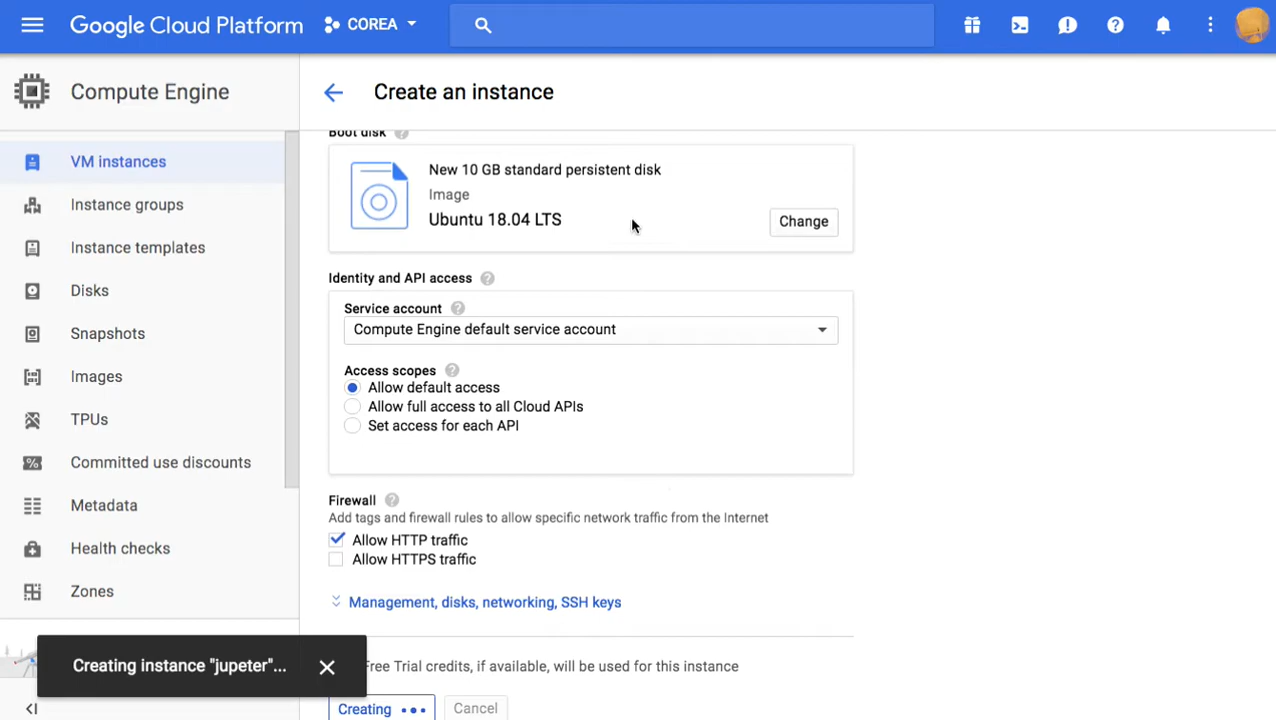 Google Cloud Platform
COREA
Compute Engine
Create an instance
VM instances
Instance groups
Instance templates
Disks
Snapshots
Images
TPUs
Committed use discounts
Metadata
Health checks
Zones
Boot disk
New 10 GB standard persistent disk
Image
Ubuntu 18.04 LTS
Change
Identity and API access
Service account
Compute Engine default service account
Access scopes
Allow default access
Allow full access to all Cloud APIs
Set access for each API
Firewall
Add tags and firewall rules to allow specific network traffic from the Internet
Allow HTTP traffic
Allow HTTPS traffic
Management, disks, networking, SSH keys
Free Trial credits, if available, will be used for this instance
Creating
Cancel
Creating instance "jupeter"...